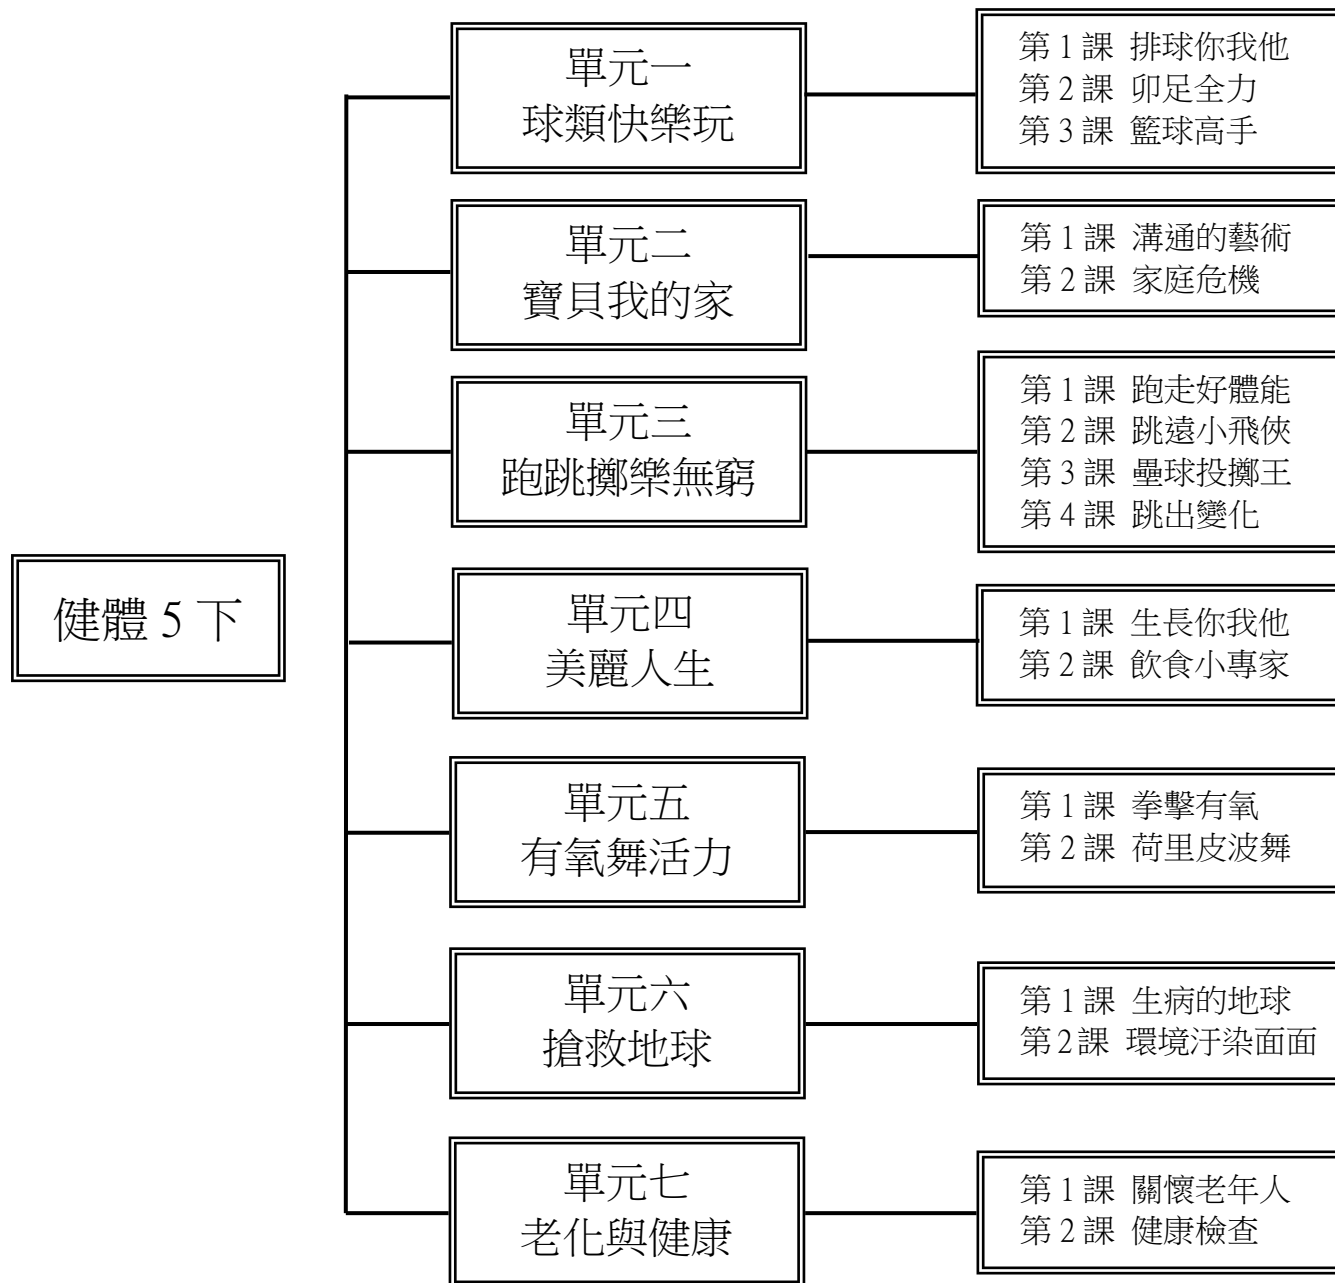 健體 5 下
單元一
球類快樂玩
第 1 課 排球你我他
第 2 課 卯足全力
第 3 課 籃球高手
單元二
寶貝我的家
第 1 課 溝通的藝術
第 2 課 家庭危機
單元三
跑跳擲樂無窮
第 1 課 跑走好體能
第 2 課 跳遠小飛俠
第 3 課 壘球投擲王
第 4 課 跳出變化
單元四
美麗人生
第 1 課 生長你我他
第 2 課 飲食小專家
單元五
有氧舞活力
第 1 課 拳擊有氧
第 2 課 荷里皮波舞
單元六
搶救地球
第 1 課 生病的地球
第 2 課 環境汙染面面
單元七
老化與健康
第 1 課 關懷老年人
第 2 課 健康檢查